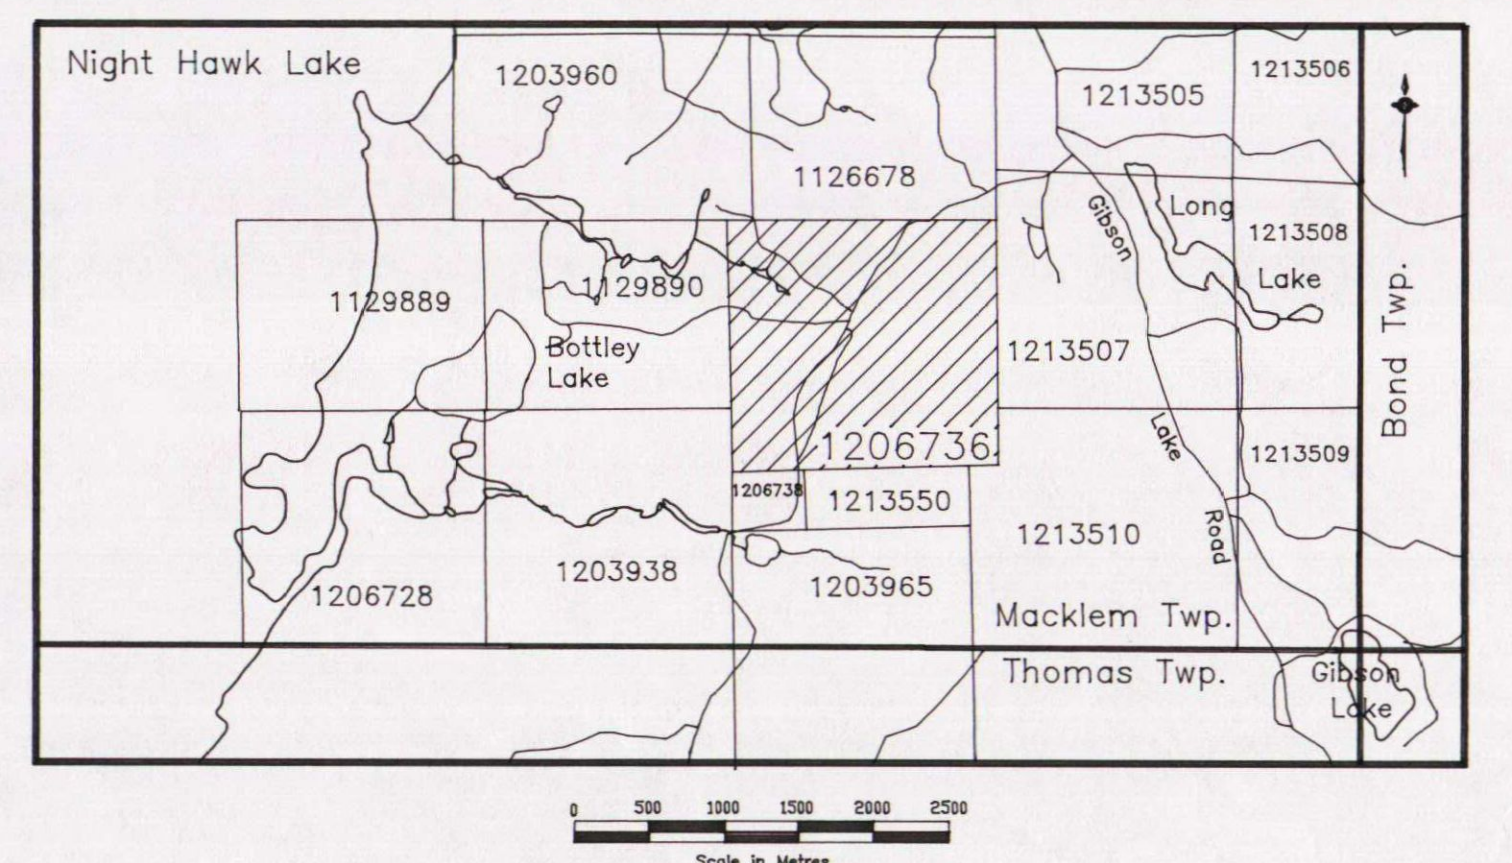 Night Hawk Lake
1203960
1213505
1213506
1126678
Long
1213508
Gibson
Lake
1129889
1129890
Bottley
Lake
1213507
Bond Twp.
1206736
Lake
1213509
1206738
1213550
1213510
Road
1203938
1203965
1206728
Macklem Twp.
Thomas Twp.
Gibson
Lake
0 500 1000 1500 2000 2500
Scale in Metres